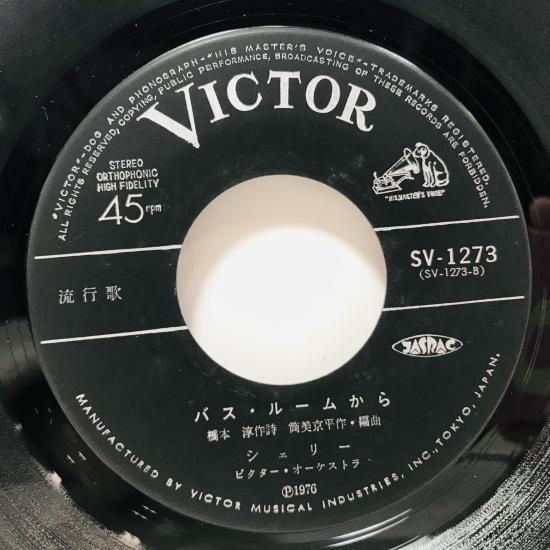 "VICTOR"–DOG AND PHONOGRAPH–"HIS MASTER'S VOICE"–TRADEMARKS REGISTERED.
ALL RIGHTS RESERVED, COPYING, PUBLIC PERFORMANCE, BROADCASTING OF THESE RECORDS ARE FORBIDDEN.
VICTOR
STEREO
ORTHOPHONIC
HIGH FIDELITY
45 rpm
"HIS MASTER'S VOICE"
SV-1273
(SV-1273-B)
流行歌
JASRAC
バス・ルームから
橋本 淳作詩 筒美京平作・編曲
シェリー
ビクター・オーケストラ
Ⓟ1976
MANUFACTURED BY VICTOR MUSICAL INDUSTRIES, INC., TOKYO, JAPAN.